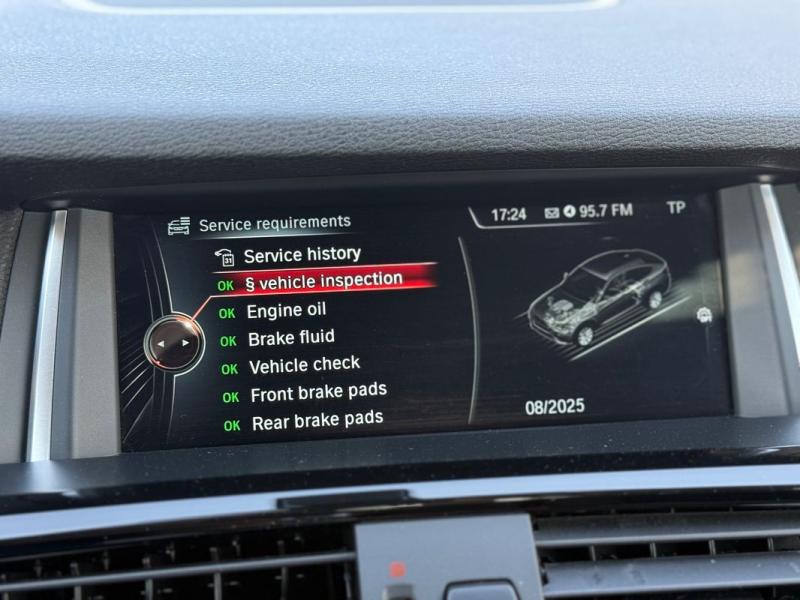 Service requirements
17:24 95.7 FM TP
31 Service history
OK § vehicle inspection
OK Engine oil
OK Brake fluid
OK Vehicle check
OK Front brake pads
OK Rear brake pads
08/2025